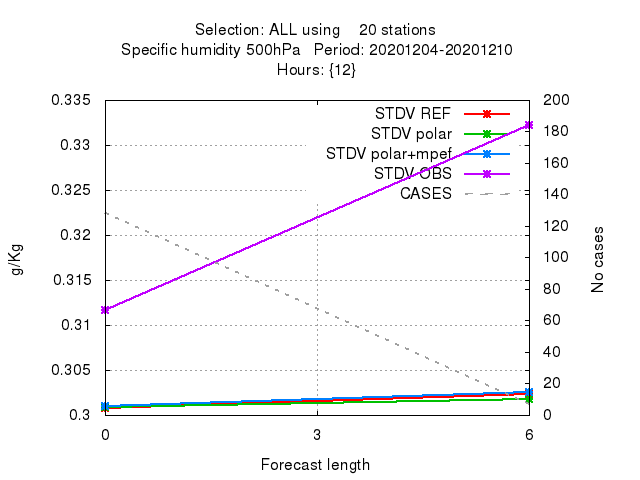 Selection: ALL using    20 stations
Specific humidity 500hPa   Period: 20201204-20201210
Hours: {12}
0.335
0.33
0.325
0.32
0.315
0.31
0.305
0.3
200
180
160
140
120
100
80
60
40
20
0
STDV REF
STDV polar
STDV polar+mpef
STDV OBS
CASES
g/Kg
No cases
0
3
6
Forecast length